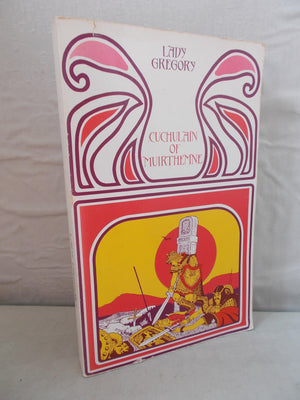 LADY
GREGORY
CUCHULAIN
OF
MUIRTHEMNE